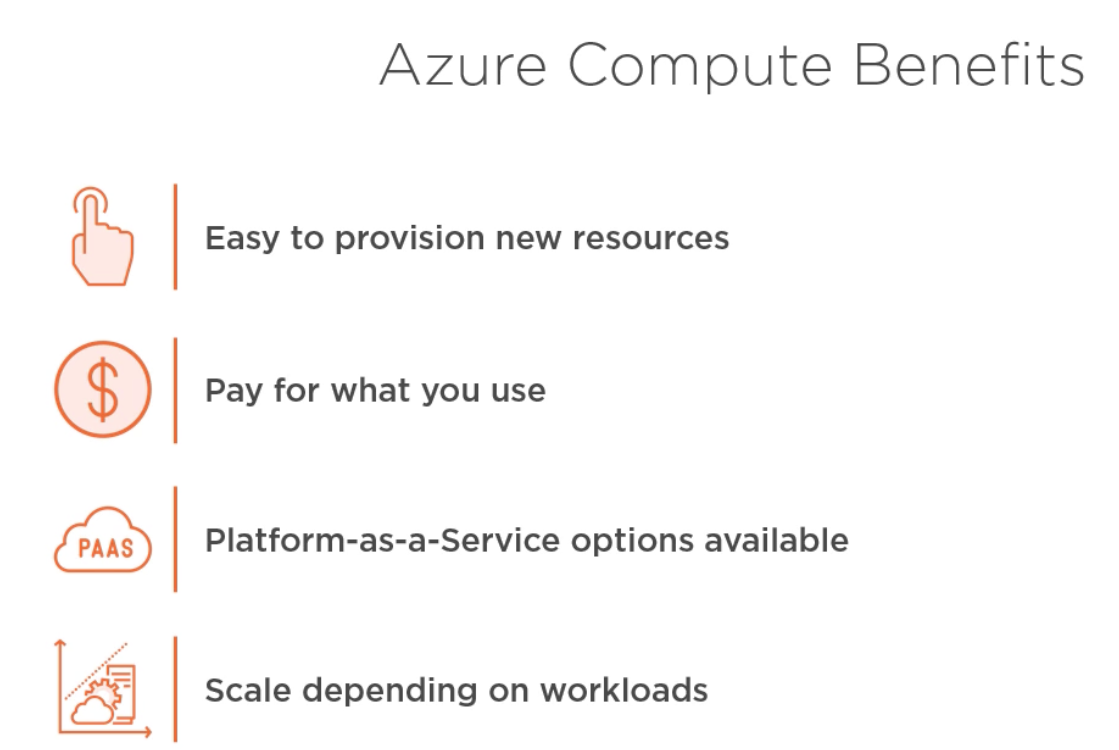 Azure Compute Benefits
Easy to provision new resources
$
Pay for what you use
PAAS
Platform-as-a-Service options available
Scale depending on workloads